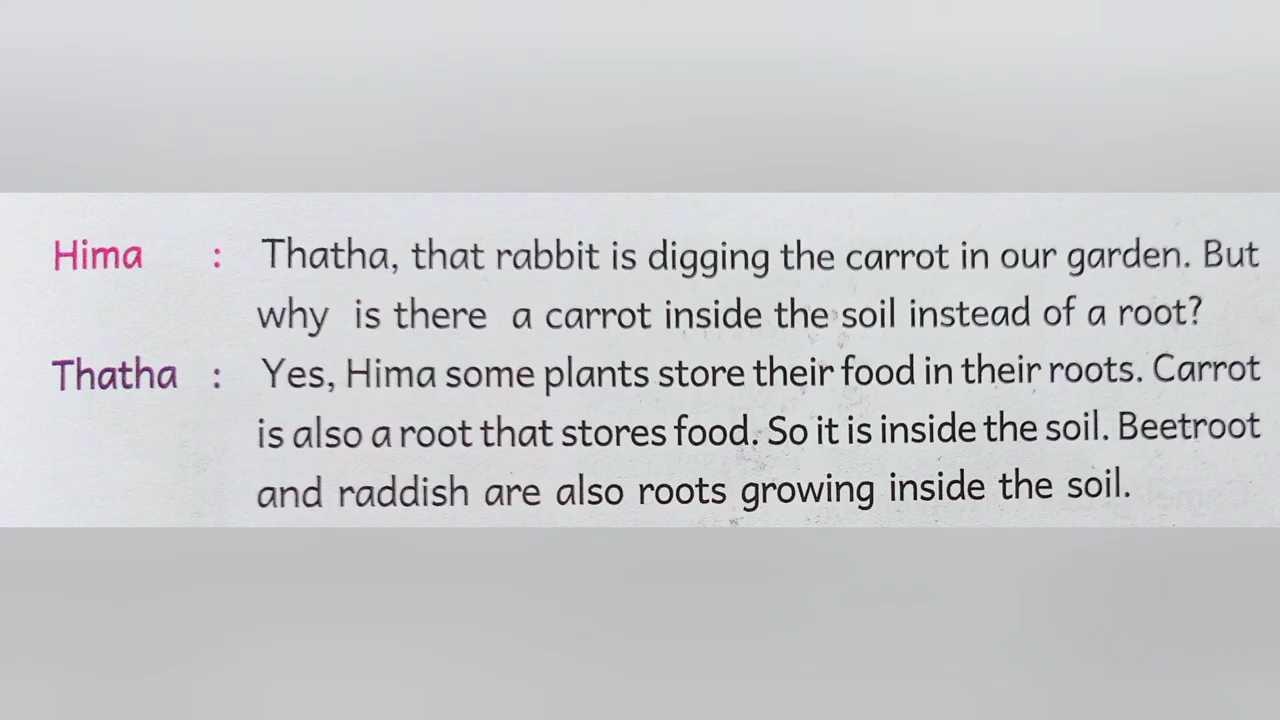 Hima : Thatha, that rabbit is digging the carrot in our garden. But
why is there a carrot inside the soil instead of a root?
Thatha : Yes, Hima some plants store their food in their roots. Carrot
is also a root that stores food. So it is inside the soil. Beetroot
and raddish are also roots growing inside the soil.